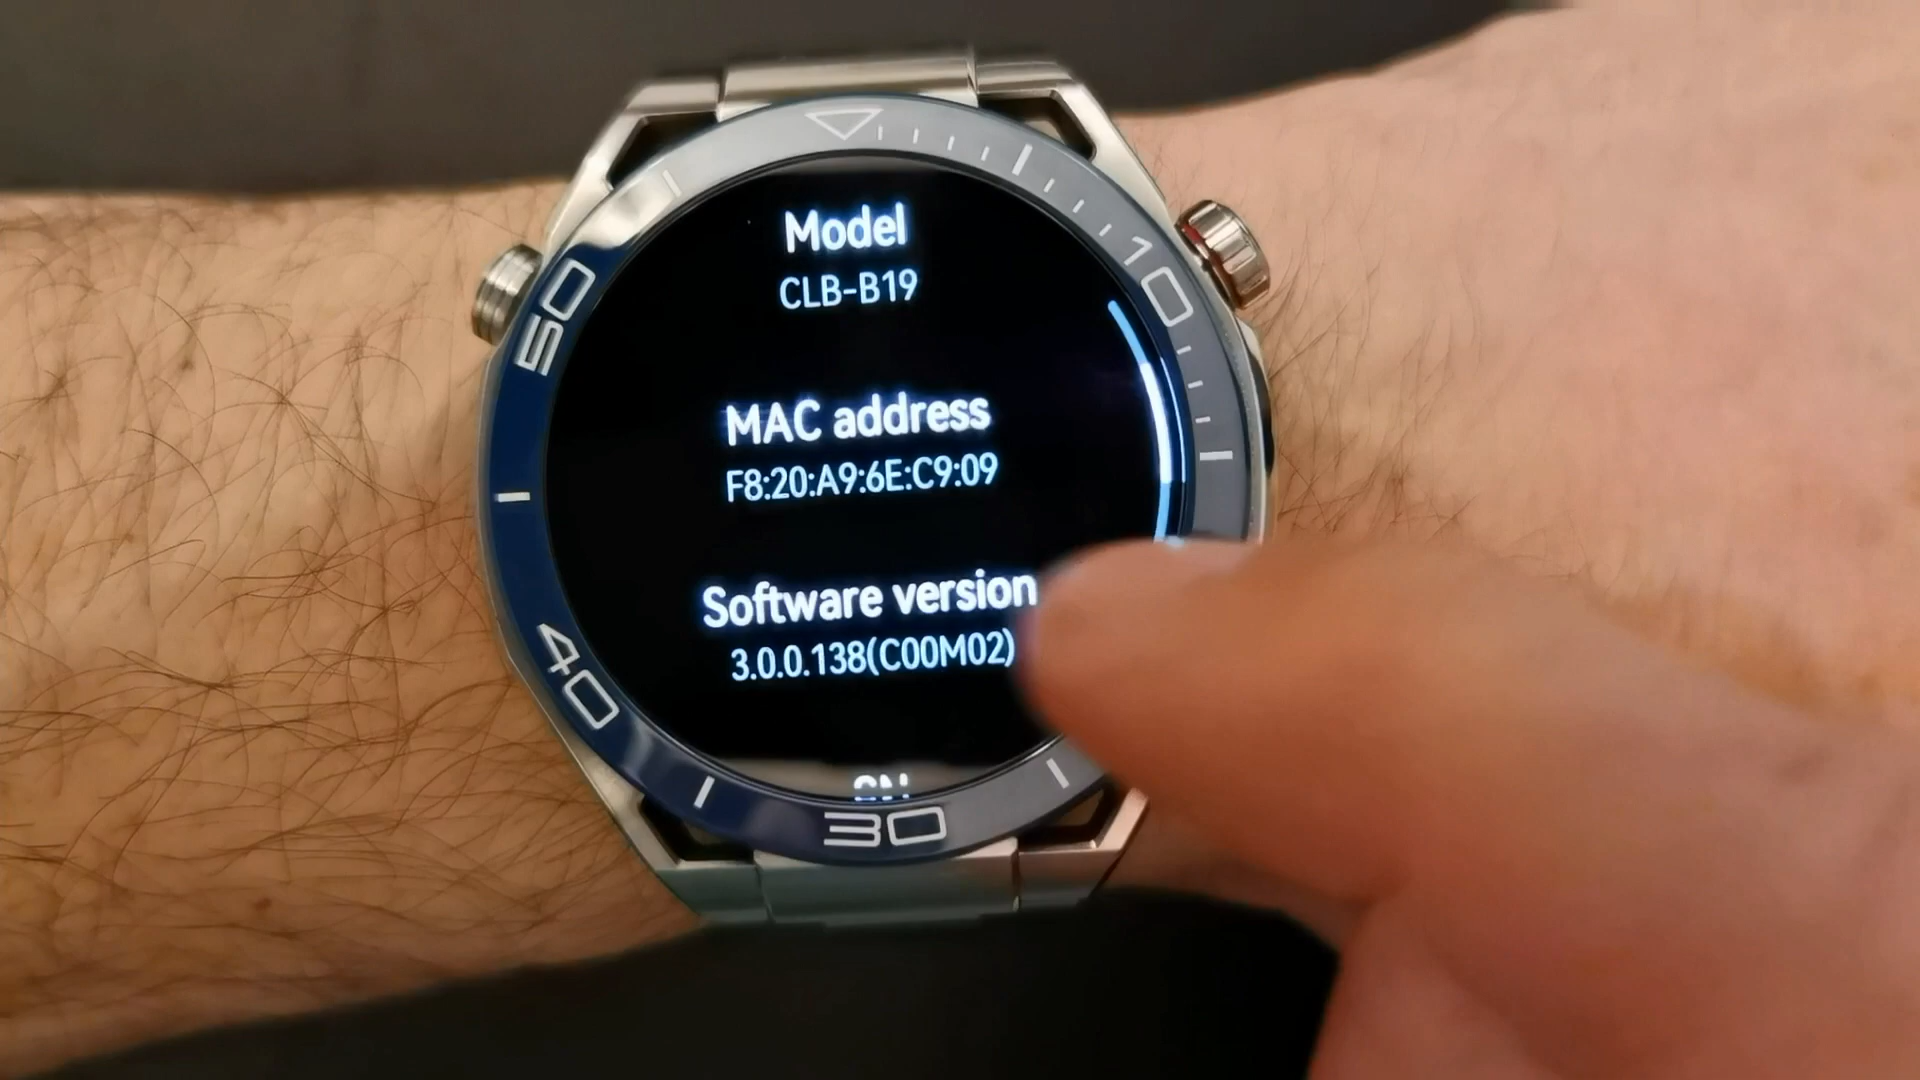 Model
CLB-B19
MAC address
F8:20:A9:6E:C9:09
Software version
3.0.0.138(C00M02)
SN
10
30
40
50